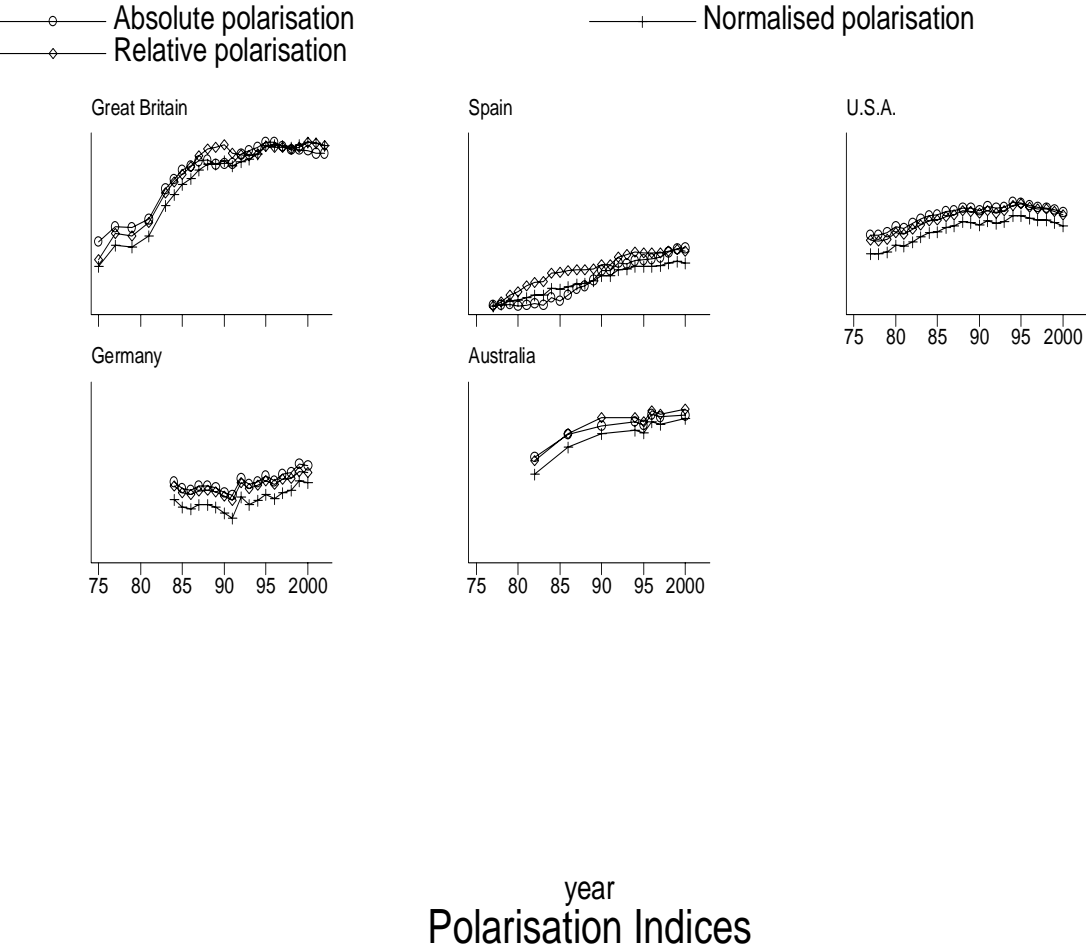 Absolute polarisation Normalised polarisation
Relative polarisation
Great Britain Spain U.S.A.
75 80 85 90 95 2000
Germany Australia
75 80 85 90 95 2000 75 80 85 90 95 2000
year
Polarisation Indices